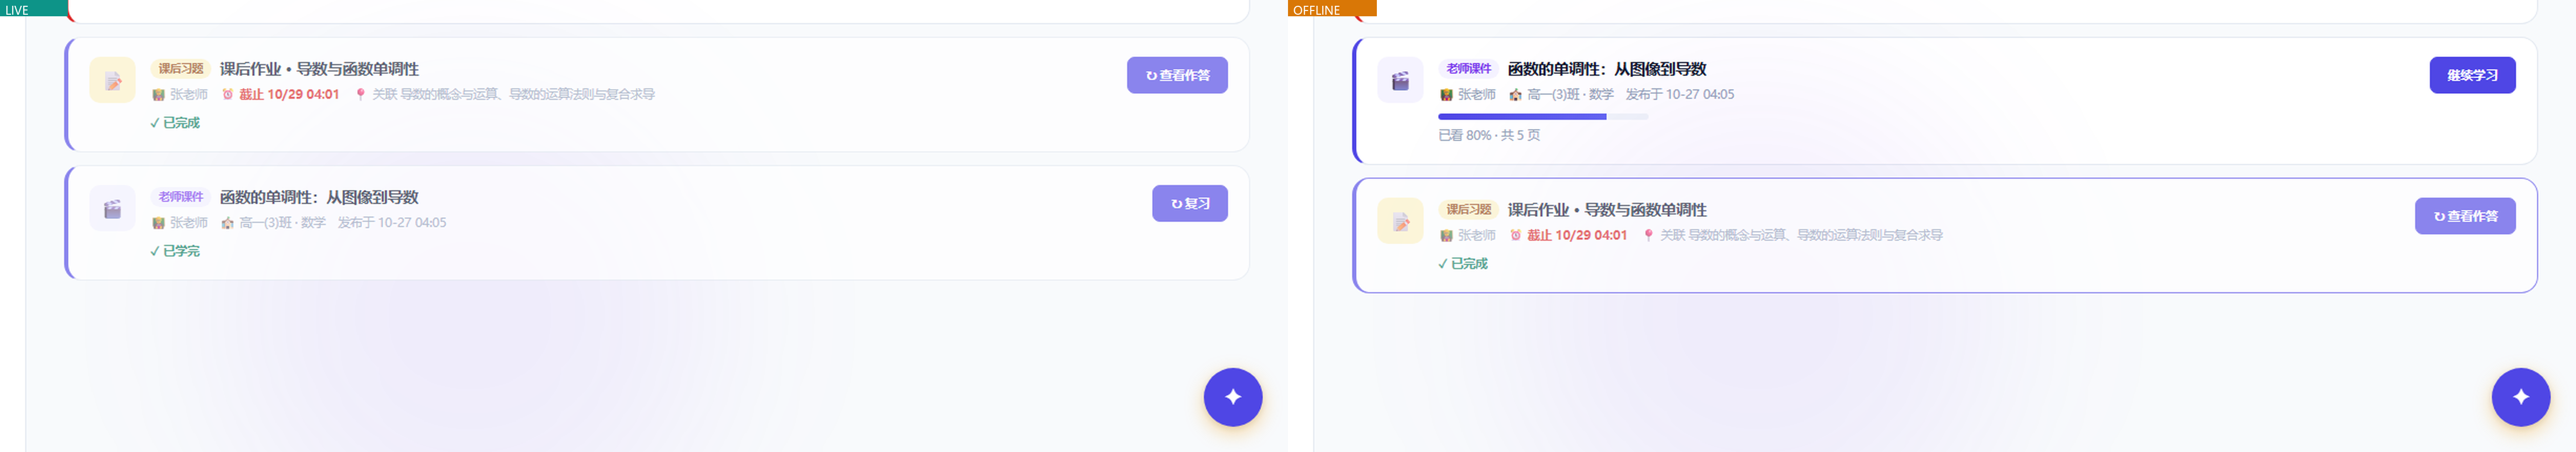 LIVE
课后习题 课后作业 • 导数与函数单调性
张老师 截止 10/29 04:01 关联 导数的概念与运算、导数的运算法则与复合求导
✓ 已完成
↻ 查看作答
老师课件 函数的单调性：从图像到导数
张老师 高一(3)班 · 数学 发布于 10-27 04:05
✓ 已学完
↻ 复习
OFFLINE
老师课件 函数的单调性：从图像到导数
张老师 高一(3)班 · 数学 发布于 10-27 04:05
已看 80% · 共 5 页
继续学习
课后习题 课后作业 • 导数与函数单调性
张老师 截止 10/29 04:01 关联 导数的概念与运算、导数的运算法则与复合求导
✓ 已完成
↻ 查看作答